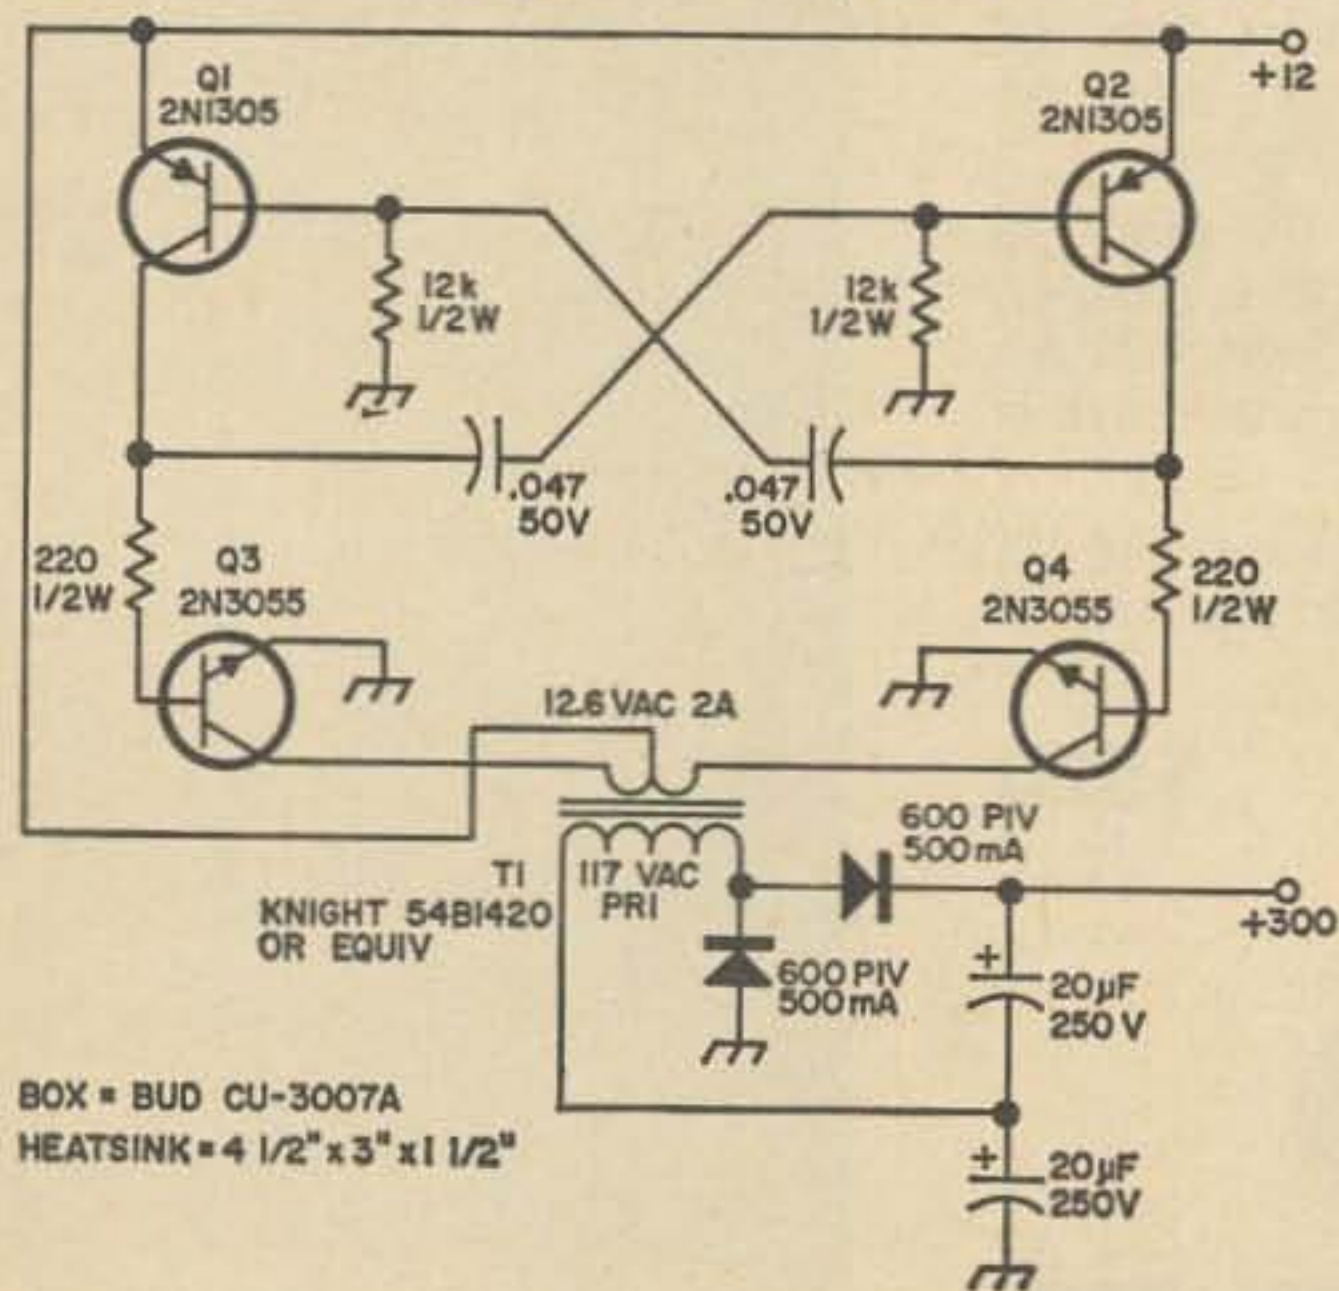 Q1
2N1305
Q2
2N1305
+12
12k
1/2W
12k
1/2W
.047
50V
.047
50V
220
1/2W
Q3
2N3055
Q4
2N3055
220
1/2W
12.6 VAC 2A
600 PIV
500mA
T1
117 VAC
PRI
KNIGHT 54B1420
OR EQUIV
+300
600 PIV
500mA
+
20µF
250V
BOX = BUD CU-3007A
HEATSINK = 4 1/2" x 3" x 1 1/2"
+
20µF
250V